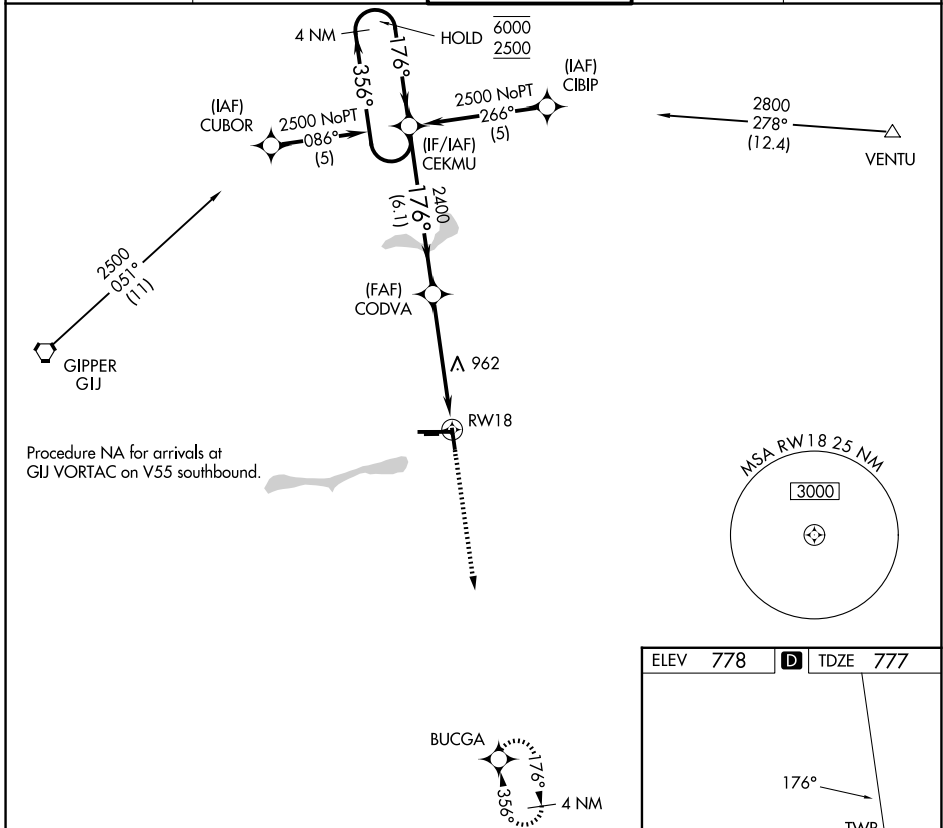 4 NM
HOLD
6000
2500
176°
356°
(IAF)
CIBIP
2500 NoPT
266°
(5)
(IAF)
CUBOR
2500 NoPT
086°
(5)
(IF/IAF)
CEKMU
2800
278°
(12.4)
VENTU
2400
176°
(6.1)
2500
051°
(11)
(FAF)
CODVA
GIPPER
GIJ
962
RW18
Procedure NA for arrivals at
GIJ VORTAC on V55 southbound.
MSA RW18 25 NM
3000
ELEV 778 D TDZE 777
BUCGA
176°
356°
4 NM
176°
TWR